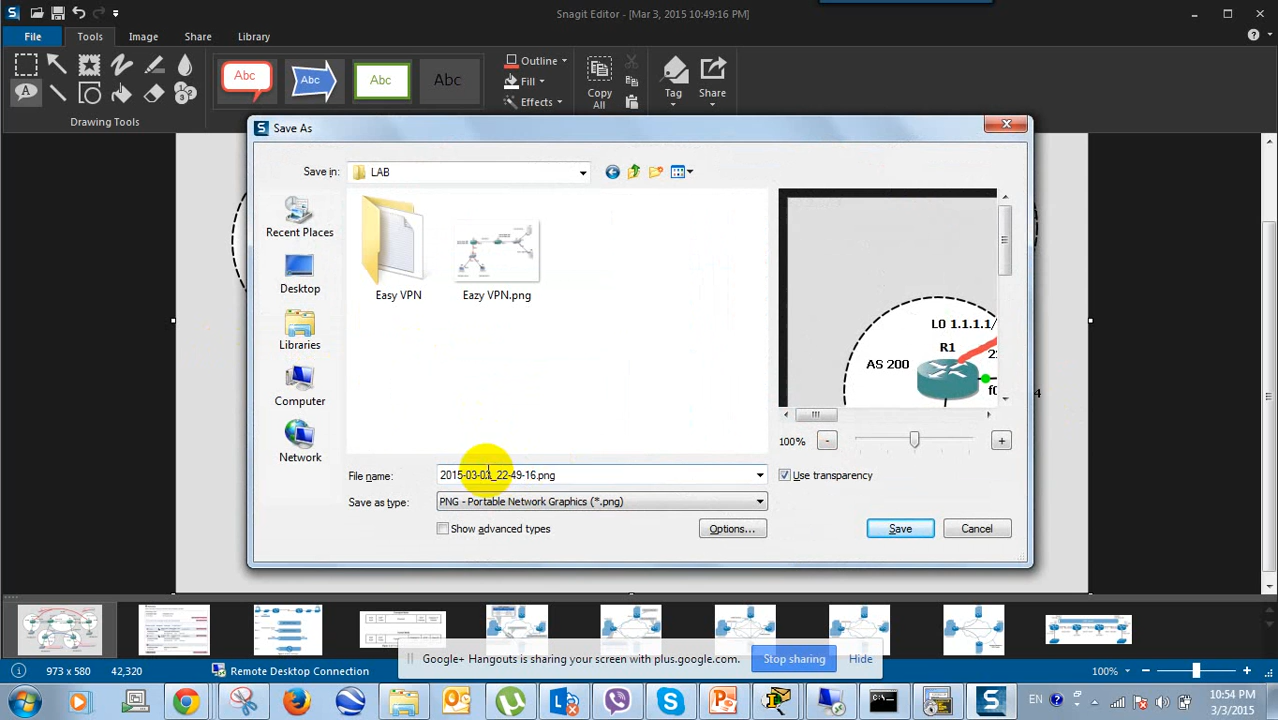 Snagit Editor - [Mar 3, 2015 10:49:16 PM]
File
Tools
Image
Share
Library
Abc
Abc
Abc
Abc
Outline
Fill
Effects
Copy
All
Tag
Share
Drawing Tools
Save As
Save in:
LAB
Recent Places
Desktop
Libraries
Computer
Network
Easy VPN
Eazy VPN.png
L0 1.1.1.1/
R1
AS 200
f0
100%
File name:
2015-03-03_22-49-16.png
Use transparency
Save as type:
PNG - Portable Network Graphics (*.png)
Show advanced types
Options...
Save
Cancel
Google+ Hangouts is sharing your screen with plus.google.com.
Stop sharing
Hide
973 x 580
42,320
Remote Desktop Connection
100%
EN
10:54 PM
3/3/2015